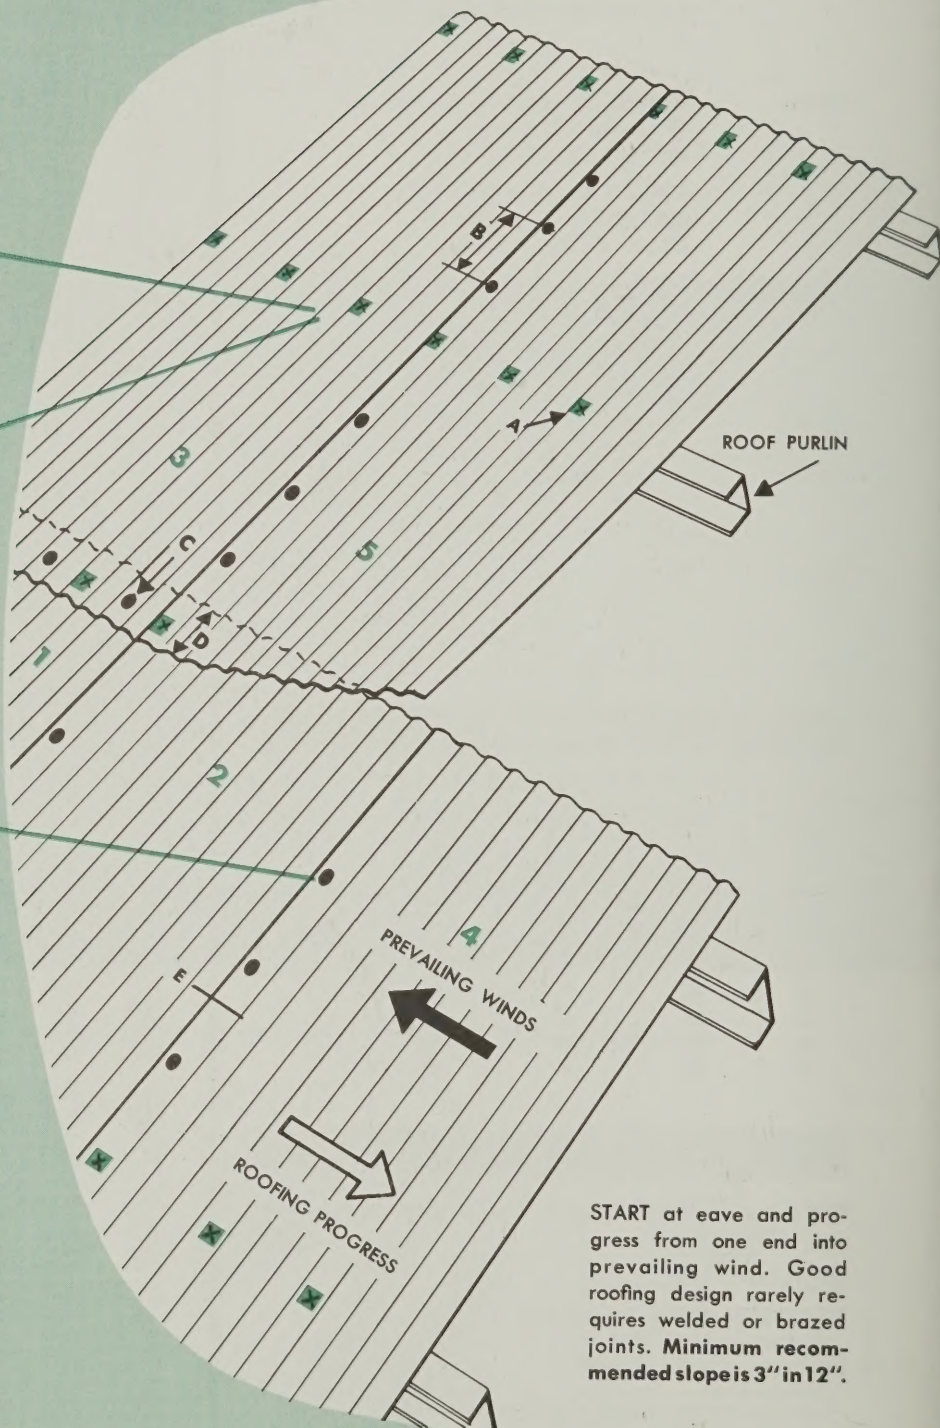 B
A
ROOF PURLIN
3
5
C
D
1
2
4
PREVAILING WINDS
E
ROOFING PROGRESS
START at eave and pro-
gress from one end into
prevailing wind. Good
roofing design rarely re-
quires welded or brazed
joints. Minimum recom-
mended slope is 3" in 12".